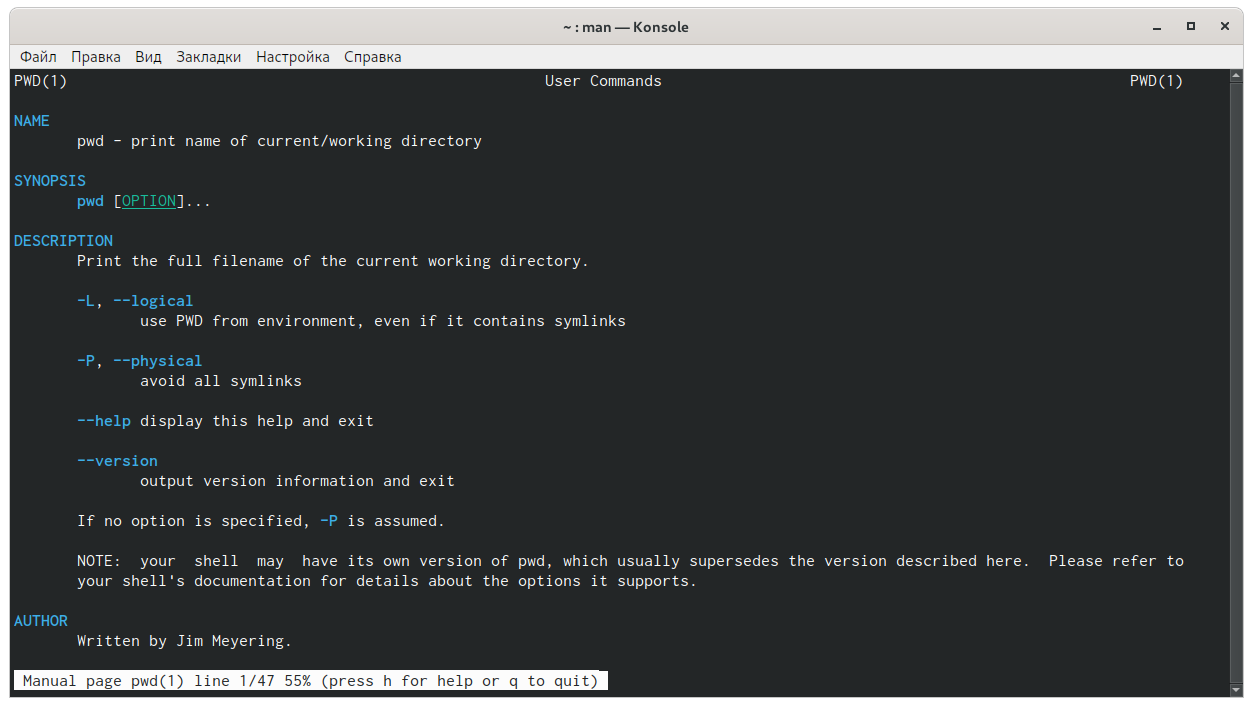 ~ : man — Konsole
Файл Правка Вид Закладки Настройка Справка
PWD(1) User Commands PWD(1)
NAME
pwd - print name of current/working directory
SYNOPSIS
pwd [OPTION]...
DESCRIPTION
Print the full filename of the current working directory.
-L, --logical
use PWD from environment, even if it contains symlinks
-P, --physical
avoid all symlinks
--help display this help and exit
--version
output version information and exit
If no option is specified, -P is assumed.
NOTE: your shell may have its own version of pwd, which usually supersedes the version described here. Please refer to
your shell's documentation for details about the options it supports.
AUTHOR
Written by Jim Meyering.
Manual page pwd(1) line 1/47 55% (press h for help or q to quit)